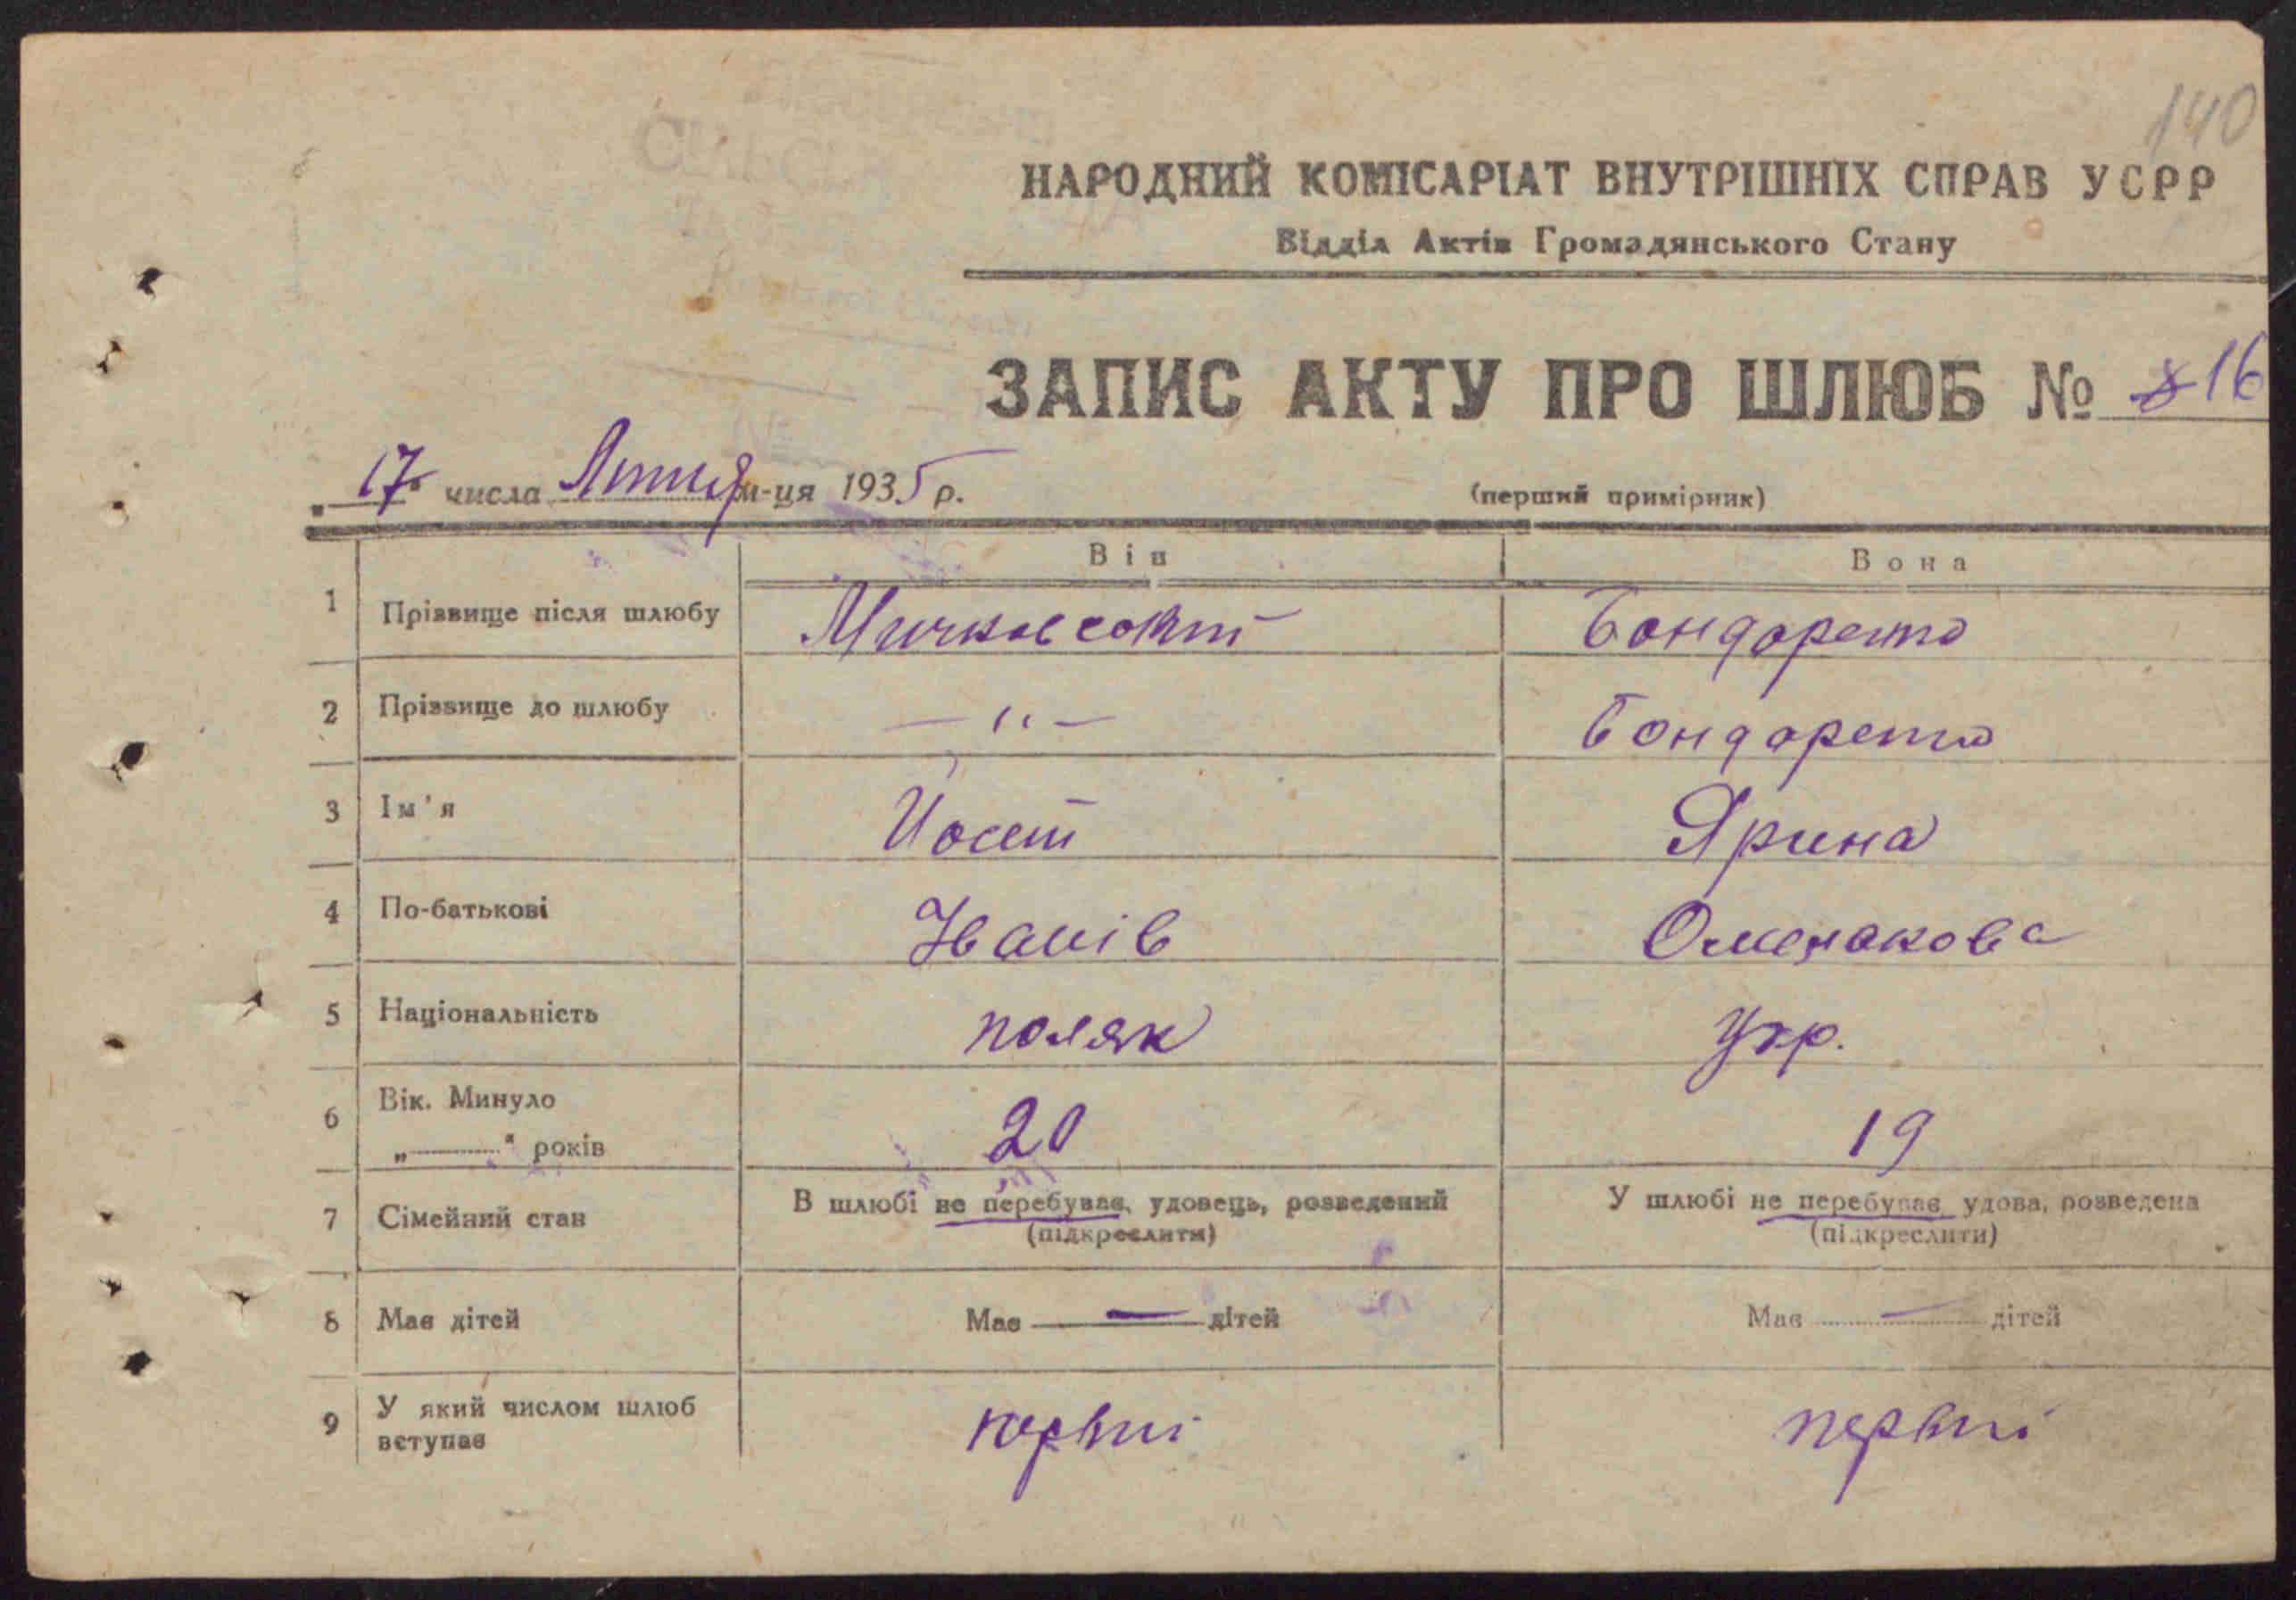 140
НАРОДНИЙ КОМІСАРІАТ ВНУТРІШНІХ СПРАВ УСРР
Відділ Актів Громадянського Стану
ЗАПИС АКТУ ПРО ШЛЮБ № 816
17 числа Липня м-ця 1935 р.
(перший примірник)
Він Вона
1 Прізвище після шлюбу Мичковский Бондаренко
2 Прізвище до шлюбу — " — Бондаренко
3 Ім'я Йосип Ярина
4 По-батькові Іванів
5 Національність поляк Укр.
6 Вік. Минуло
„ “ років 20 19
7 Сімейний стан В шлюбі не перебуває, удовець, розведений У шлюбі не перебуває, удова, розведена
(підкреслити) (підкреслити)
8 Має дітей Має — дітей Має — дітей
9 У який числом шлюб
вступає первий первий